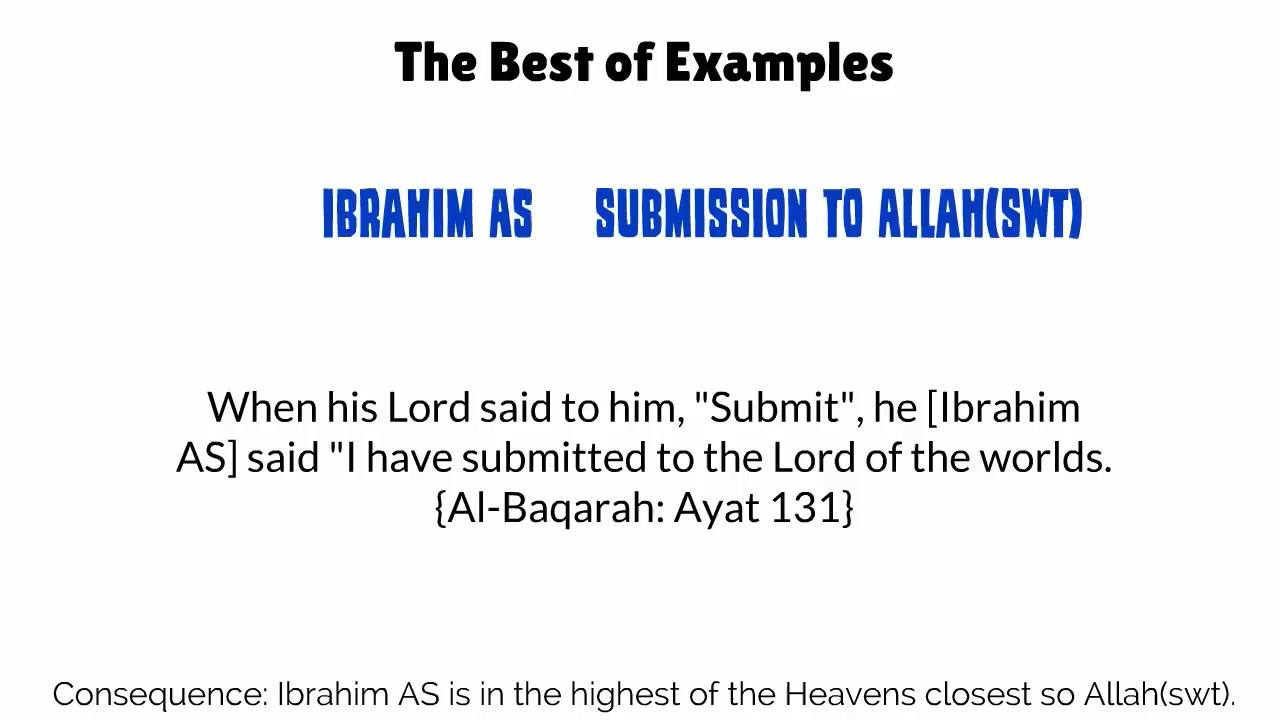 The Best of Examples
IBRAHIM AS SUBMISSION TO ALLAH(SWT)
When his Lord said to him, "Submit", he [Ibrahim
AS] said "I have submitted to the Lord of the worlds.
{Al-Baqarah: Ayat 131}
Consequence: Ibrahim AS is in the highest of the Heavens closest so Allah(swt).